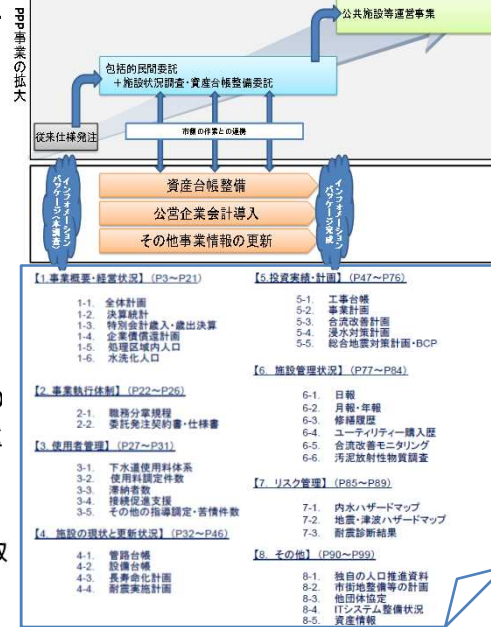 PPP事業の拡大
公共施設等運営事業
包括的民間委託
＋施設状況調査・資産台帳整備委託
従来仕様発注
市側の作業との連携
インフォメーション
パッケージ（本調査）
資産台帳整備
公営企業会計導入
その他事業情報の更新
インフォメーション
パッケージ完成
【1.事業概要・経営状況】（P3～P21）
1-1. 全体計画
1-2. 決算統計
1-3. 特別会計歳入・歳出決算
1-4. 企業債償還計画
1-5. 処理区域内人口
1-6. 水洗化人口
【2. 事業執行体制】（P22～P26）
2-1. 職務分掌規程
2-2. 委託発注契約書・仕様書
【3. 使用者管理】（P27～P31）
3-1. 下水道使用料体系
3-2. 使用料調定件数
3-3. 滞納者数
3-4. 接続促進支援
3-5. その他の指導調定・苦情件数
【4. 施設の現状と更新状況】（P32～P46）
4-1. 管路台帳
4-2. 設備台帳
4-3. 長寿命化計画
4-4. 耐震実施計画
【5.投資実績・計画】（P47～P76）
5-1. 工事台帳
5-2. 事業計画
5-3. 合流改善計画
5-4. 浸水対策計画
5-5. 総合地震対策計画・BCP
【6. 施設管理状況】（P77～P84）
6-1. 日報
6-2. 月報・年報
6-3. 修繕履歴
6-4. ユーティリティー購入歴
6-5. 合流改善モニタリング
6-6. 汚泥放射性物質調査
【7. リスク管理】（P85～P89）
7-1. 内水ハザードマップ
7-2. 地震・津波ハザードマップ
7-3. 耐震診断結果
【8. その他】（P90～P99）
8-1. 独自の人口推進資料
8-2. 市街地整備等の計画
8-3. 他団体協定
8-4. ITシステム整備状況
8-5. 資産情報